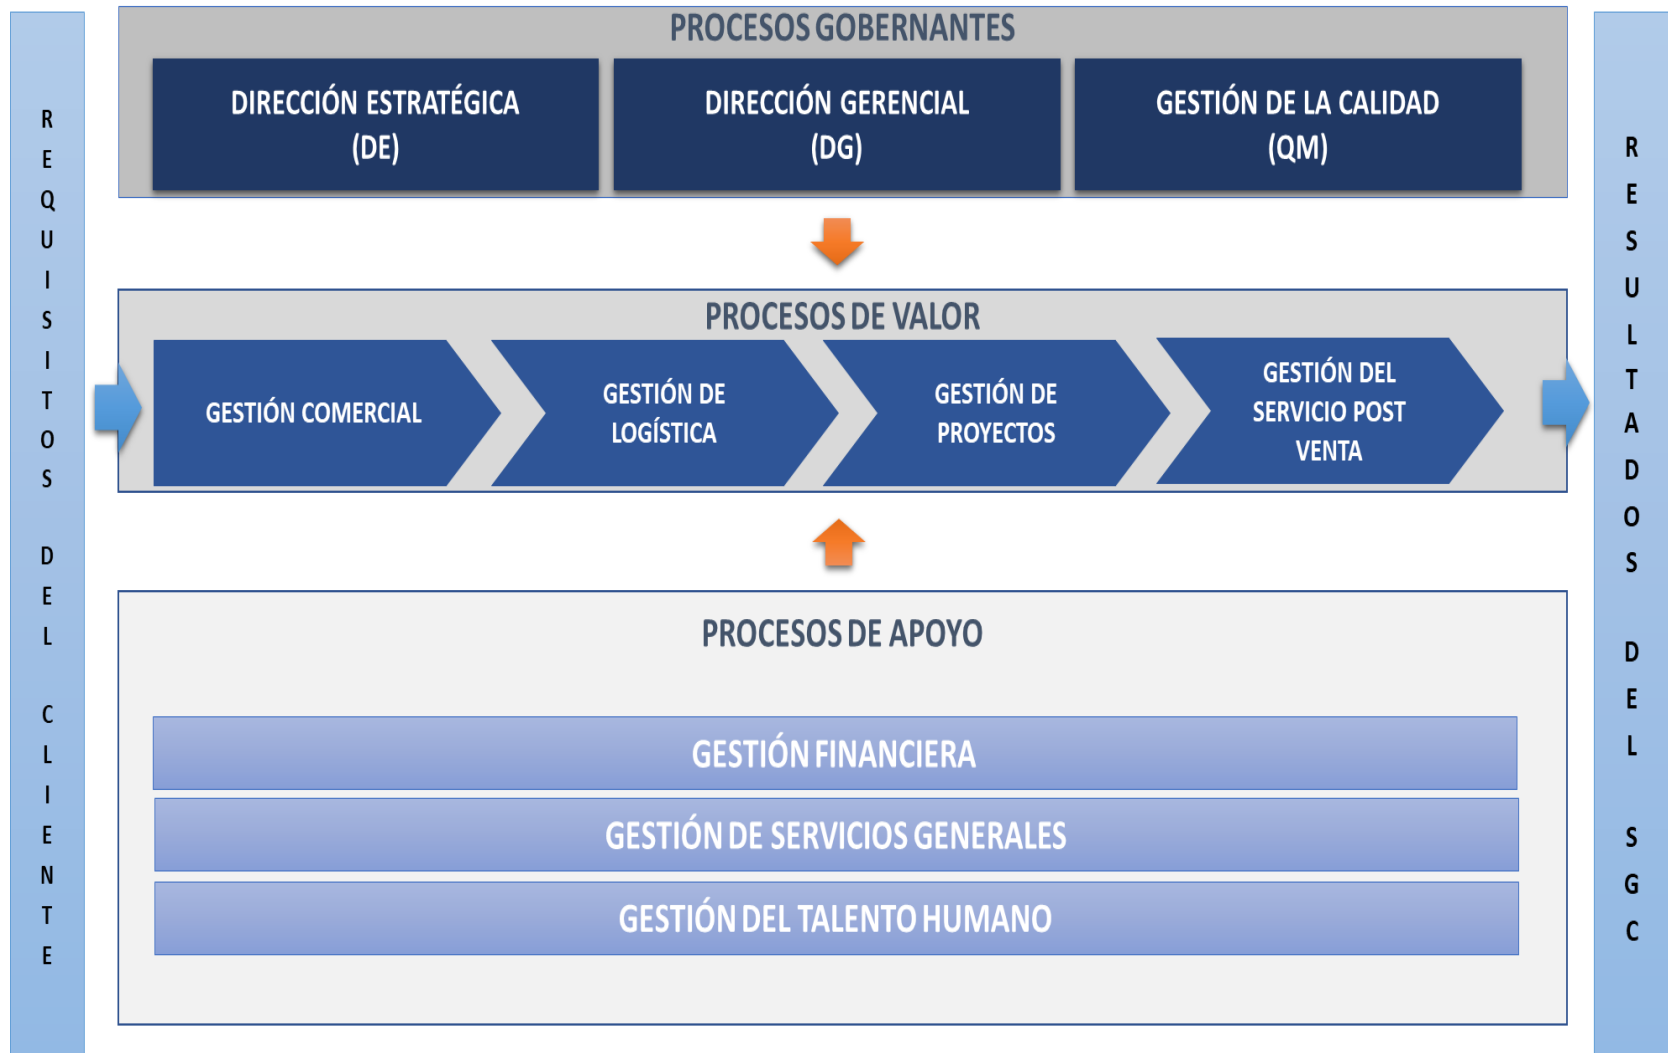 REQUISITOS DEL CLIENTE
PROCESOS GOBERNANTES
DIRECCIÓN ESTRATÉGICA
(DE)
DIRECCIÓN GERENCIAL
(DG)
GESTIÓN DE LA CALIDAD
(QM)
PROCESOS DE VALOR
GESTIÓN COMERCIAL
GESTIÓN DE
LOGÍSTICA
GESTIÓN DE
PROYECTOS
GESTIÓN DEL
SERVICIO POST
VENTA
PROCESOS DE APOYO
GESTIÓN FINANCIERA
GESTIÓN DE SERVICIOS GENERALES
GESTIÓN DEL TALENTO HUMANO
RESULTADOS DEL SGC